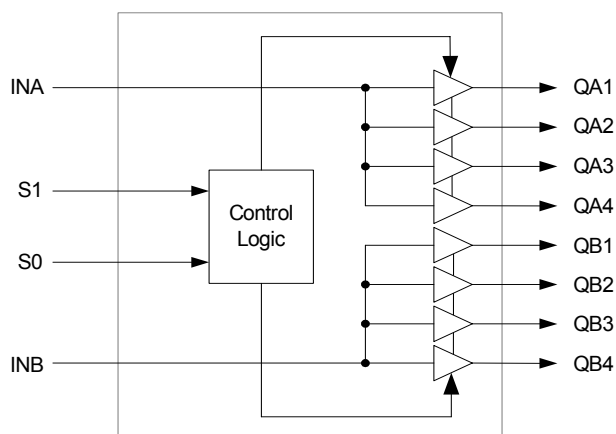 INA
S1
S0
INB
Control
Logic
QA1
QA2
QA3
QA4
QB1
QB2
QB3
QB4